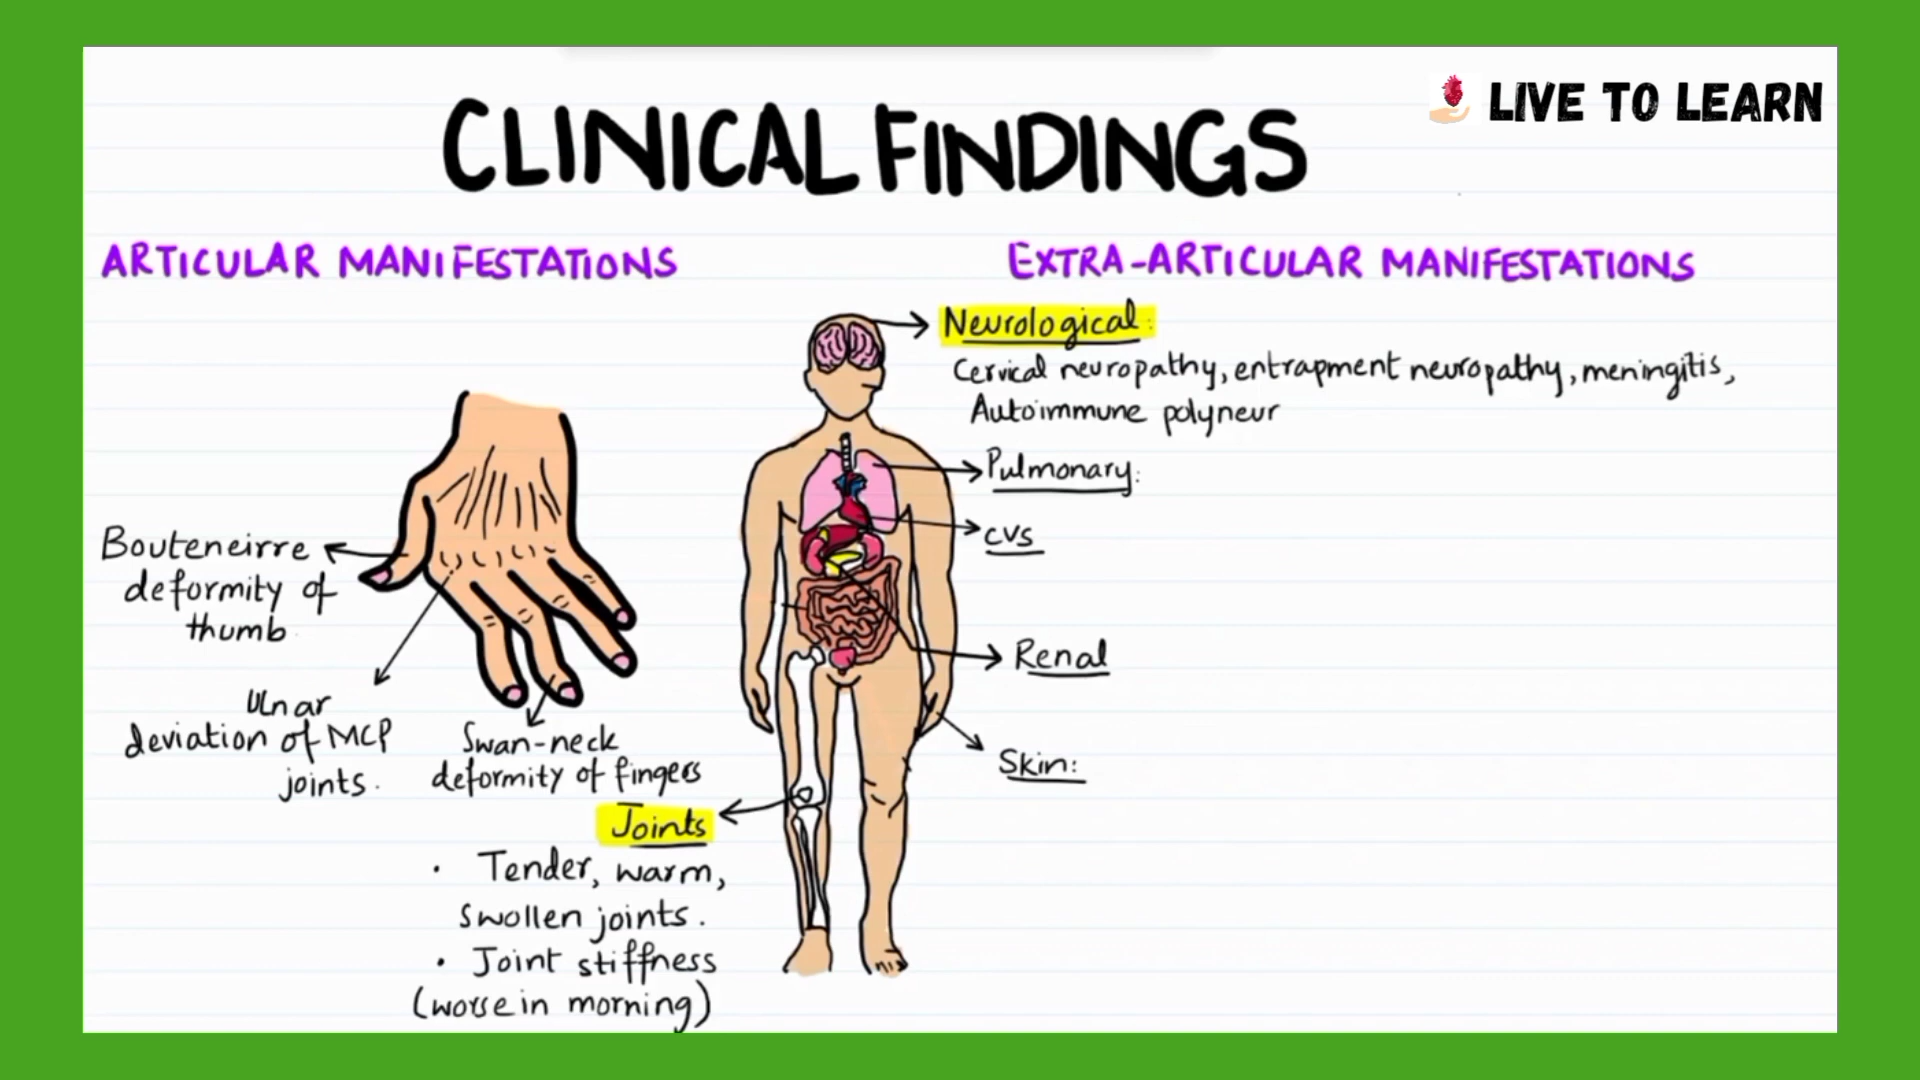 LIVE TO LEARN
CLINICAL FINDINGS
ARTICULAR MANIFESTATIONS
Bouteneirre
deformity of
thumb
Ulnar
deviation of MCP
joints.
Swan-neck
deformity of fingers
Joints
· Tender, warm,
swollen joints.
· Joint stiffness
(worse in morning)
EXTRA-ARTICULAR MANIFESTATIONS
Neurological:
Cervical neuropathy, entrapment neuropathy, meningitis,
Autoimmune polyneur
Pulmonary:
CVS
Renal
Skin: